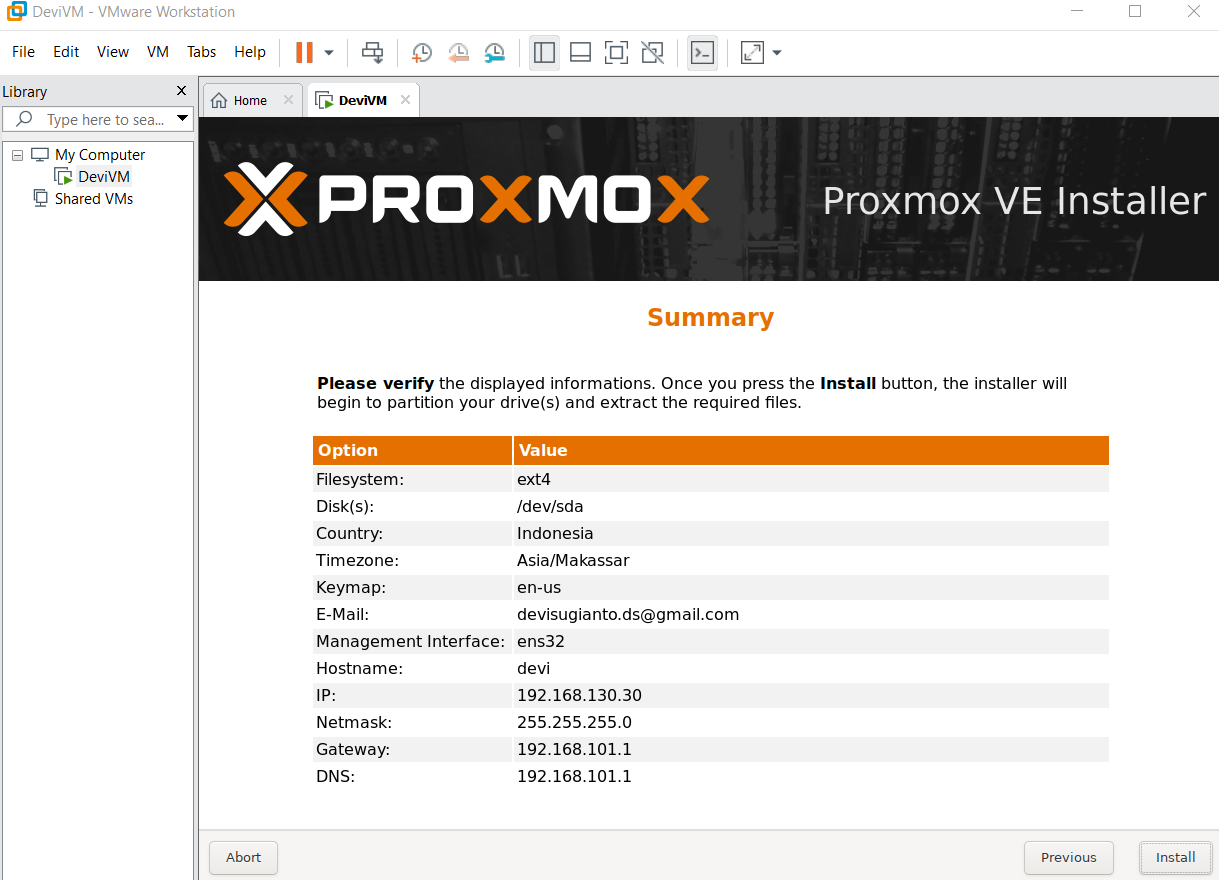 DeviVM - VMware Workstation
File Edit View VM Tabs Help
Library X
Type here to sea...
My Computer
DeviVM
Shared VMs
Home
DeviVM
PROXMOX
Proxmox VE Installer
Summary
Please verify the displayed informations. Once you press the Install button, the installer will
begin to partition your drive(s) and extract the required files.
Option Value
Filesystem: ext4
Disk(s): /dev/sda
Country: Indonesia
Timezone: Asia/Makassar
Keymap: en-us
E-Mail: devisugianto.ds@gmail.com
Management Interface: ens32
Hostname: devi
IP: 192.168.130.30
Netmask: 255.255.255.0
Gateway: 192.168.101.1
DNS: 192.168.101.1
Abort Previous Install